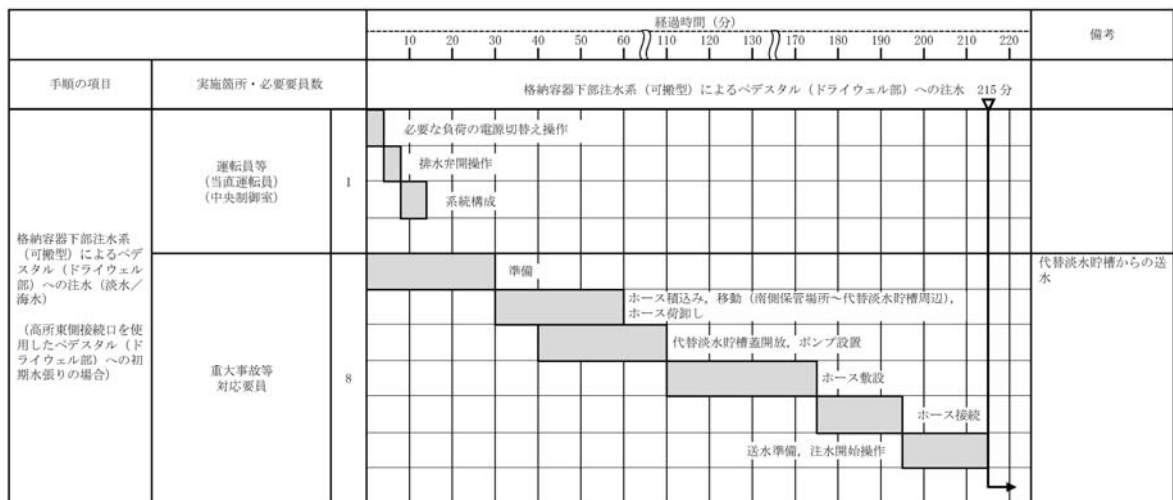 経過時間（分）
備考
10 20 30 40 50 60 110 120 130 170 180 190 200 210 220
手順の項目
実施箇所・必要要員数
格納容器下部注水系（可搬型）によるペデスタル（ドライウェル部）への注水 215分
格納容器下部注水系
（可搬型）によるペデ
スタル（ドライウェル
部）への注水（淡水／
海水）
（高所東側接続口を使
用したペデスタル（ド
ライウェル部）への初
期水張りの場合）
運転員等
（当直運転員）
（中央制御室）
1
必要な負荷の電源切替え操作
排水弁開操作
系統構成
重大事故等
対応要員
8
準備
ホース積込み，移動（南側保管場所～代替淡水貯槽周辺），
ホース荷卸し
代替淡水貯槽蓋開放，ポンプ設置
ホース敷設
ホース接続
送水準備，注水開始操作
代替淡水貯槽からの送
水